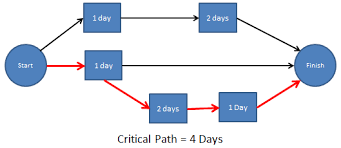 1 day
2 days
Start
1 day
Finish
2 days
1 Day
Critical Path = 4 Days